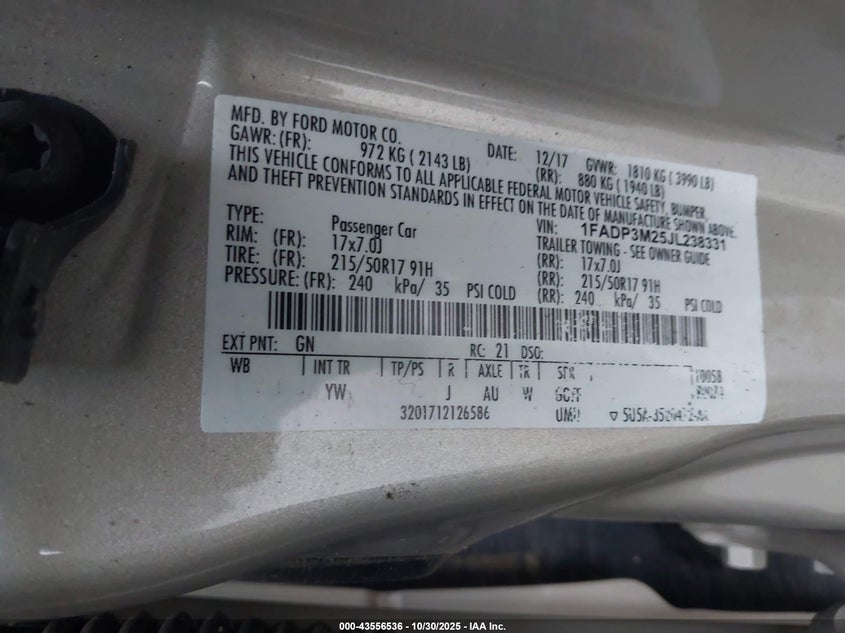 MFD. BY FORD MOTOR CO. DATE: 12/17 GVWR: 1810 KG ( 3990 LB)
GAWR: (FR): 972 KG ( 2143 LB) (RR): 880 KG ( 1940 LB)
THIS VEHICLE CONFORMS TO ALL APPLICABLE FEDERAL MOTOR VEHICLE SAFETY, BUMPER,
AND THEFT PREVENTION STANDARDS IN EFFECT ON THE DATE OF MANUFACTURE SHOWN ABOVE.
VIN: 1FADP3M25JL238331
TYPE: Passenger Car TRAILER TOWING - SEE OWNER GUIDE
RIM: (FR): 17x7.0J (RR): 17x7.0J
TIRE: (FR): 215/50R17 91H (RR): 215/50R17 91H
PRESSURE: (FR): 240 kPa/ 35 PSI COLD (RR): 240 kPa/ 35 PSI COLD
EXT PNT: GN RC: 21 DSO:
WB INT TR TP/PS R AXLE TR SPR 10058
YW J AU W
3201712126586
000-43556536 - 10/30/2025 - IAA Inc.